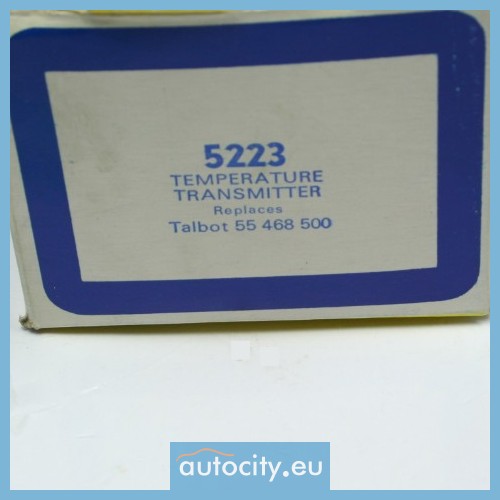 5223
TEMPERATURE
TRANSMITTER
Replaces
Talbot 55 468 500
autocity.eu